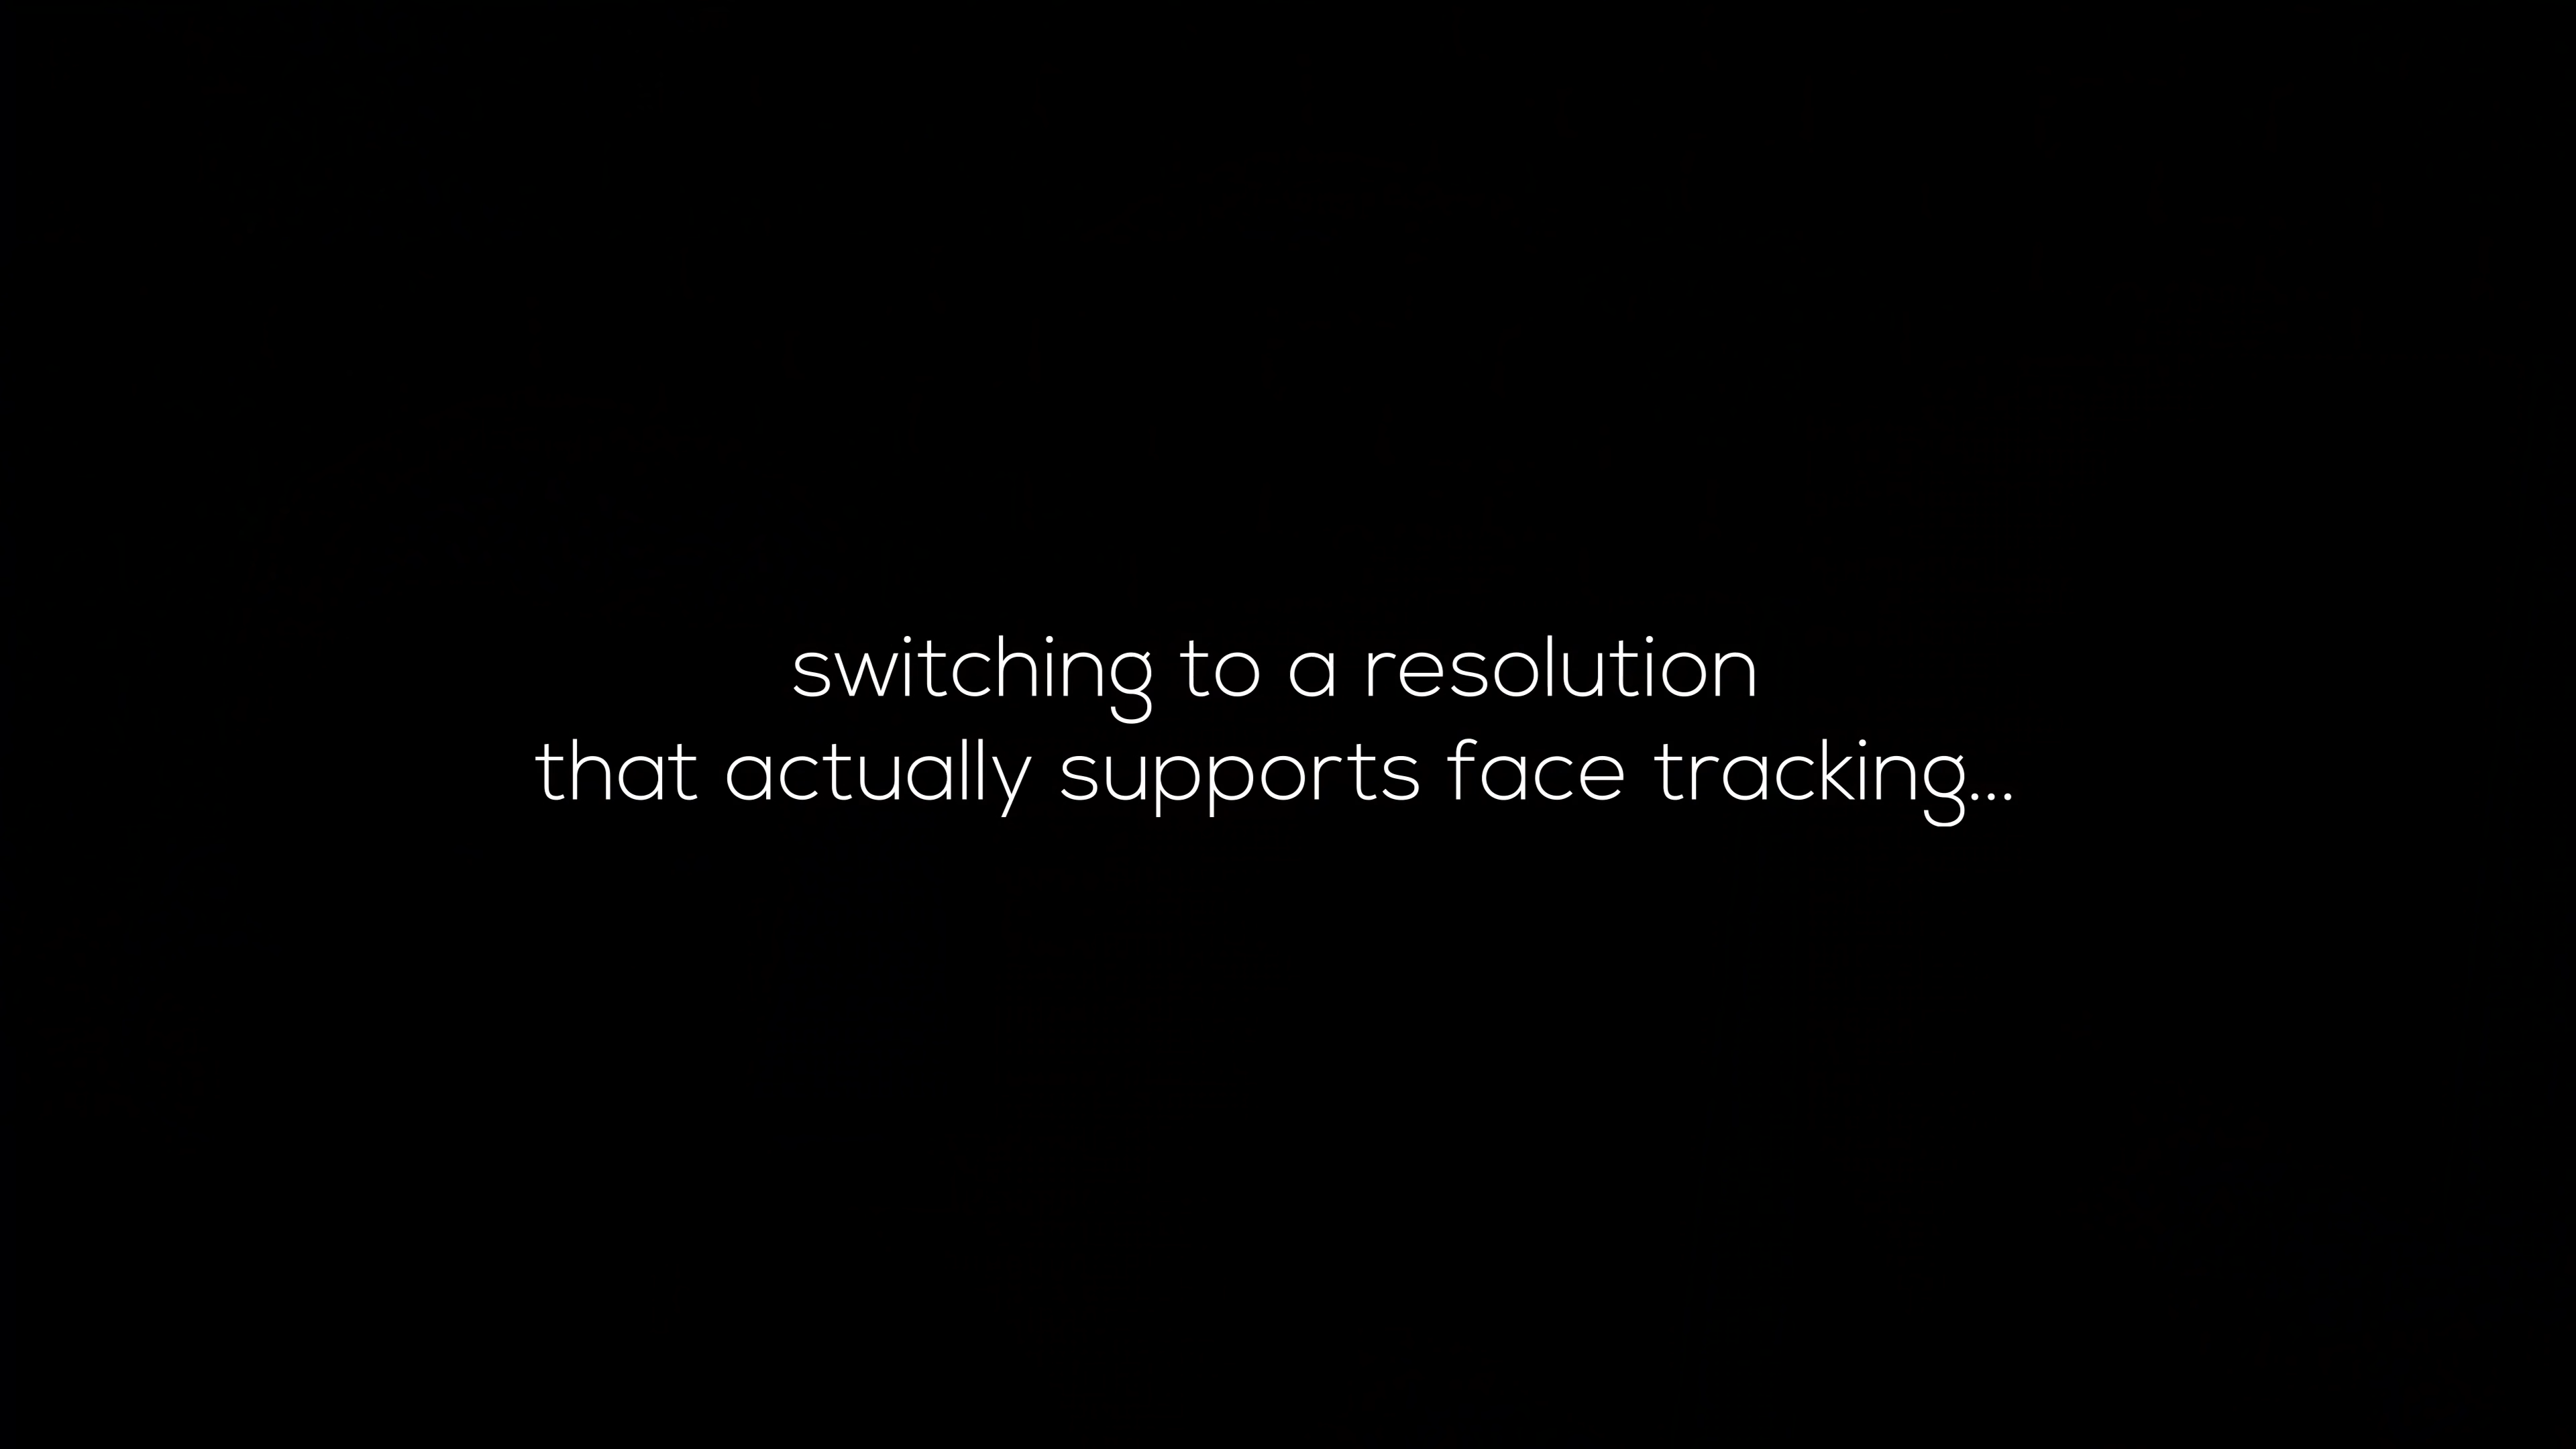 switching to a resolution
that actually supports face tracking...